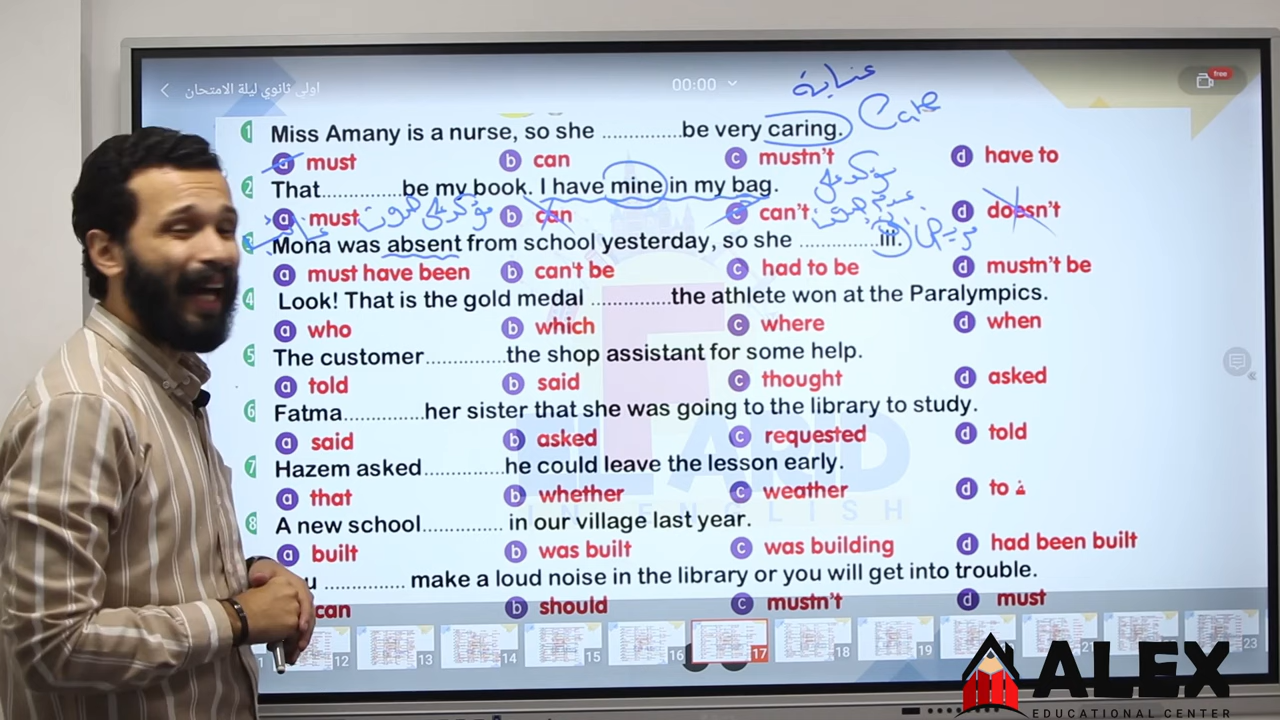 اولى ثانوي ليلة الامتحان
00:00
free
عناية
Care
1 Miss Amany is a nurse, so she ..............be very caring.
a must b can c mustn't d have to
2 That..............be my book. I have mine in my bag.
مؤكد
a must b can c can't d doesn't
3 Mona was absent from school yesterday, so she ..............ill.
a must have been b can't be c had to be d mustn't be
4 Look! That is the gold medal ..............the athlete won at the Paralympics.
a who b which c where d when
5 The customer..............the shop assistant for some help.
a told b said c thought d asked
6 Fatma..............her sister that she was going to the library to study.
a said b asked c requested d told
7 Hazem asked..............he could leave the lesson early.
a that b whether c weather d to
8 A new school.............. in our village last year.
a built b was built c was building d had been built
u .............. make a loud noise in the library or you will get into trouble.
can b should c mustn't d must
12 13 14 15 16 17 18 19 23
ALEX
EDUCATIONAL CENTER